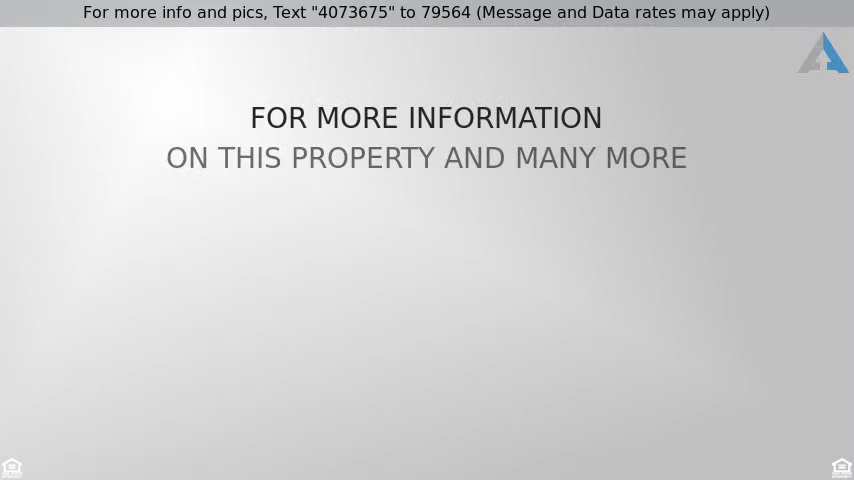 For more info and pics, Text "4073675" to 79564 (Message and Data rates may apply)
FOR MORE INFORMATION
ON THIS PROPERTY AND MANY MORE